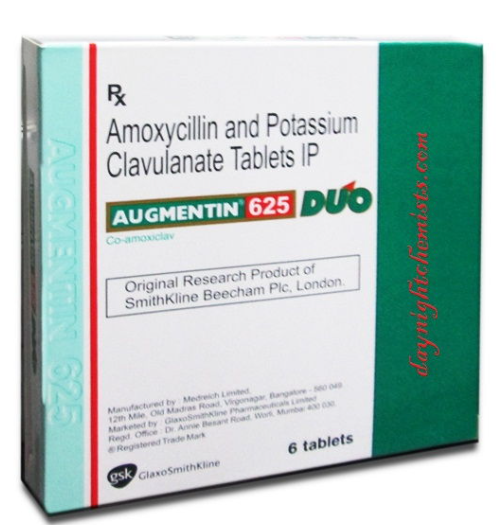 Rx
Amoxycillin and Potassium
Clavulanate Tablets IP
AUGMENTIN® 625 DUO
Co-amoxiclav
Original Research Product of
SmithKline Beecham Plc, London.
Manufactured by : Medreich Limited,
12th Mile, Old Madras Road, Virgonagar, Bangalore - 560 049
Marketed by : GlaxoSmithKline Pharmaceuticals Limited
Regd. Office : Dr. Annie Besant Road, Worli, Mumbai 400 030.
® Registered Trade Mark
6 tablets
gsk GlaxoSmithKline
AUGMENTIN 625
daynightchemists.com